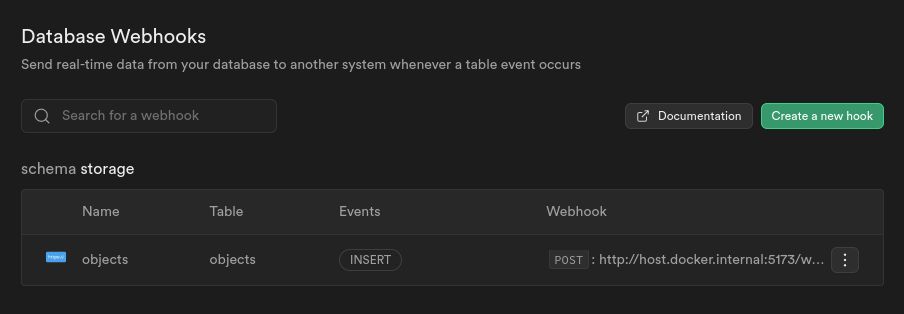 Database Webhooks
Send real-time data from your database to another system whenever a table event occurs
Search for a webhook
Documentation
Create a new hook
schema storage
Name Table Events Webhook
objects objects INSERT POST : http://host.docker.internal:5173/w...